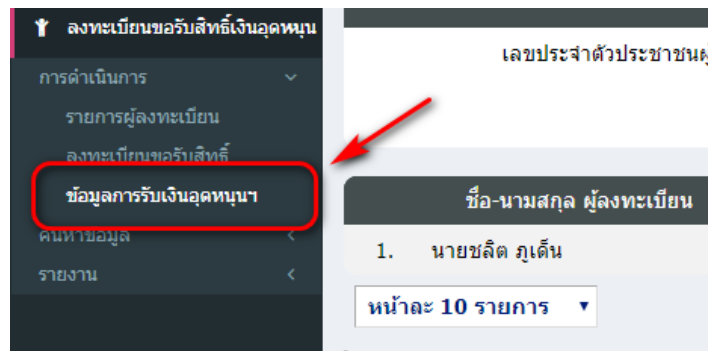 ลงทะเบียนขอรับสิทธิ์เงินอุดหนุน
การดำเนินการ
รายการผู้ลงทะเบียน
ลงทะเบียนขอรับสิทธิ์
ข้อมูลการรับเงินอุดหนุนฯ
ค้นหาข้อมูล
รายงาน
เลขประจำตัวประชาชนผู้
ชื่อ-นามสกุล ผู้ลงทะเบียน
1. นายชลิต ภูเด็น
หน้าละ 10 รายการ